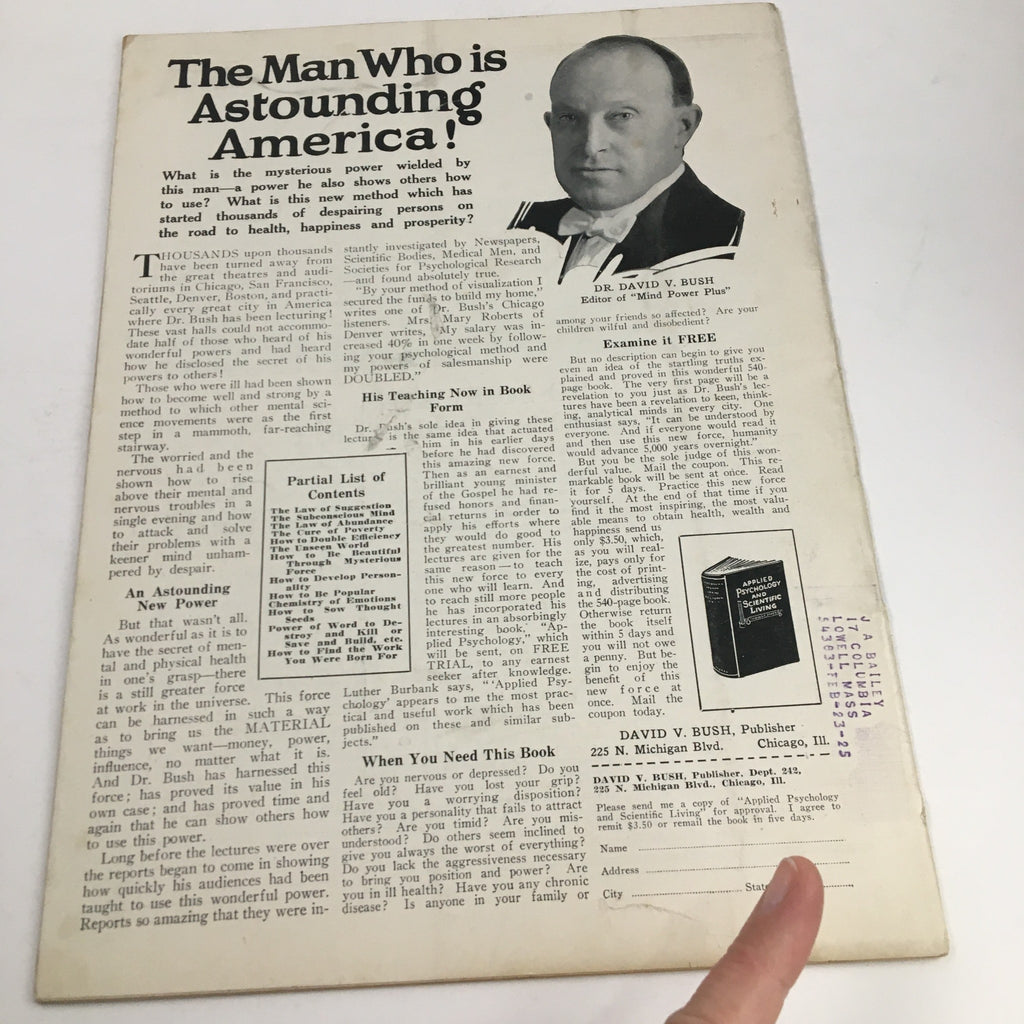 The Man Who is
Astounding
America!
What is the mysterious power wielded by
this man—a power he also shows others how
to use? What is this new method which has
started thousands of despairing persons on
the road to health, happiness and prosperity?
DR. DAVID V. BUSH
Editor of "Mind Power Plus"
THOUSANDS upon thousands
have been turned away from
the great theatres and audi-
toriums in Chicago, San Francisco,
Seattle, Denver, Boston, and practi-
cally every great city in America
where Dr. Bush has been lecturing!
These vast halls could not accommo-
date half of those who heard of his
wonderful powers and had heard
how he disclosed the secret of his
powers to others!
Those who were ill had been shown
how to become well and strong by a
method to which other mental sci-
ence movements were as the first
step in a mammoth, far-reaching
stairway.
The worried and the
nervous had been
shown how to rise
above their mental and
nervous troubles in a
single evening and how
to attack and solve
their problems with a
keener mind unham-
pered by despair.
An Astounding
New Power
But that wasn't all.
As wonderful as it is to
have the secret of men-
tal and physical health
in one's grasp—there
is a still greater force
at work in the universe. This force
can be harnessed in such a way
as to bring us the MATERIAL
things we want—money, power,
influence, no matter what it is.
And Dr. Bush has harnessed this
force; has proved its value in his
own case; and has proved time and
again that he can show others how
to use this power.
Long before the lectures were over
the reports began to come in showing
how quickly his audiences had been
taught to use this wonderful power.
Reports so amazing that they were in-
stantly investigated by Newspapers,
Scientific Bodies, Medical Men, and
Societies for Psychological Research
—and found absolutely true.
"By your method of visualization I
secured the funds to build my home,"
writes one of Dr. Bush's Chicago
listeners. Mrs. Mary Roberts of
Denver writes, "My salary was in-
creased 40% in one week by follow-
ing your psychological method and
my powers of salesmanship were
DOUBLED."
His Teaching Now in Book
Form
Dr. Bush's sole idea in giving these
lectures is the same idea that actuated
him in his earlier days
before he had discovered
this amazing new force.
Then as an earnest and
brilliant young minister
of the Gospel he had re-
fused honors and finan-
cial returns in order to
apply his efforts where
they would do good to
the greatest number. His
lectures are given for the
same reason—to teach
this new force to every
one who will learn. And
to reach still more people
he has incorporated his
lectures in an absorbingly
interesting book, "Ap-
plied Psychology," which
will be sent, on FREE
TRIAL, to any earnest
seeker after knowledge.
Luther Burbank says, "'Applied Psy-
chology' appears to me the most prac-
tical and useful work which has been
published on these and similar sub-
jects."
When You Need This Book
Are you nervous or depressed? Do you
feel old? Have you lost your grip?
Have you a worrying disposition?
Have you a personality that fails to attract
others? Are you timid? Are you mis-
understood? Do others seem inclined to
give you always the worst of everything?
Do you lack the aggressiveness necessary
to bring you position and power? Are
you in ill health? Have you any chronic
disease? Is anyone in your family or
Partial List of
Contents
The Law of Suggestion
The Subconscious Mind
The Law of Abundance
The Cure of Poverty
How to Double Efficiency
The Unseen World
How to Be Beautiful
Through Mysterious
Force
How to Develop Person-
ality
How to Be Popular
Chemistry of Emotions
How to Sow Thought
Seeds
Power of Word to De-
stroy and Kill or
Save and Build, etc.
How to Find the Work
You Were Born For
among your friends so affected? Are your
children wilful and disobedient?
Examine it FREE
But no description can begin to give you
even an idea of the startling truths ex-
plained and proved in this wonderful 540-
page book. The very first page will be a
revelation to you just as Dr. Bush's lec-
tures have been a revelation to keen, think-
ing, analytical minds in every city. One
enthusiast says, "It can be understood by
everyone. And if everyone would read it
and then use this new force, humanity
would advance 5,000 years overnight."
But you be the sole judge of this won-
derful value. Mail the coupon. This re-
markable book will be sent at once. Read
it for 5 days. Practice this new force
yourself. At the end of that time if you
find it the most inspiring, the most valu-
able means to obtain health, wealth and
happiness send us
only $3.50, which,
as you will real-
ize, pays only for
the cost of print-
ing, advertising
and distributing
the 540-page book.
Otherwise return
the book itself
within 5 days and
you will not owe
a penny. But be-
gin to enjoy the
benefit of this
new force at
once. Mail the
coupon today.
APPLIED
PSYCHOLOGY
AND
SCIENTIFIC
LIVING
DAVID V. BUSH, Publisher
225 N. Michigan Blvd. Chicago, Ill.
DAVID V. BUSH, Publisher, Dept. 242,
225 N. Michigan Blvd., Chicago, Ill.
Please send me a copy of "Applied Psychology
and Scientific Living" for approval. I agree to
remit $3.50 or remail the book in five days.
Name
Address
City State
J A BAILEY
17 COLUMBIA
LOWELL MASS